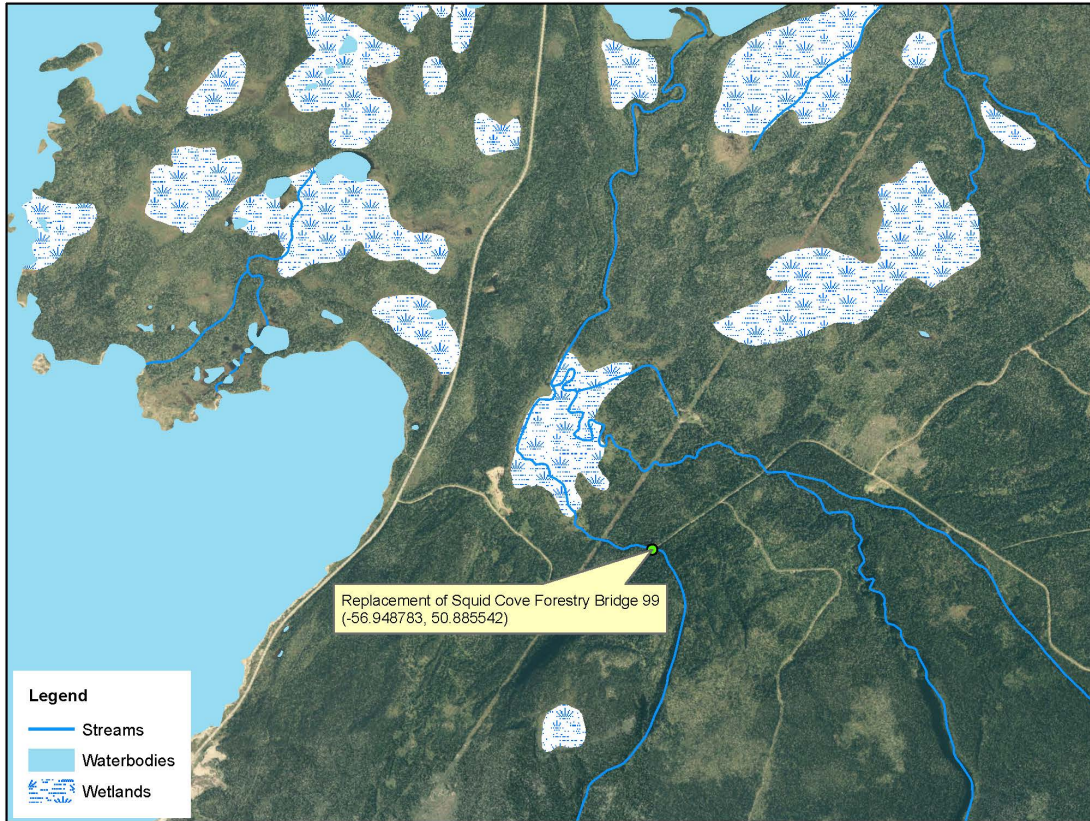 Replacement of Squid Cove Forestry Bridge 99
(-56.948783, 50.885542)
Legend
Streams
Waterbodies
Wetlands